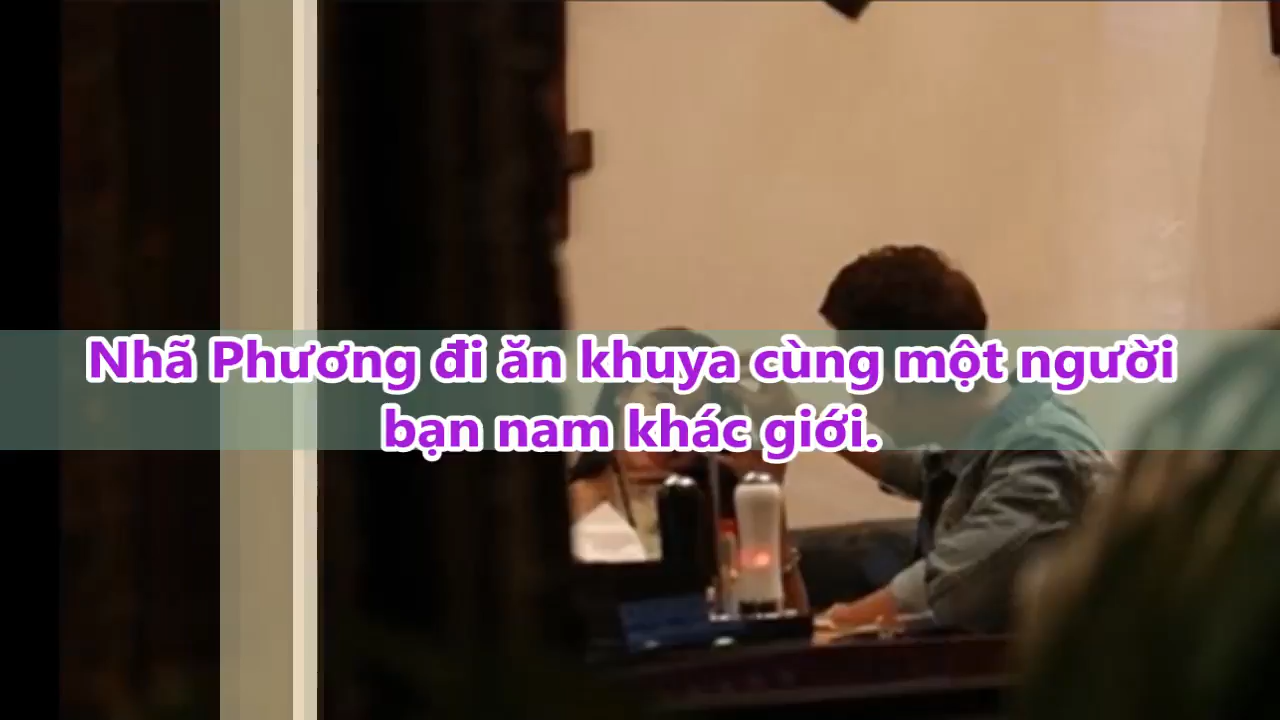 Nhã Phương đi ăn khuya cùng một người
bạn nam khác giới.